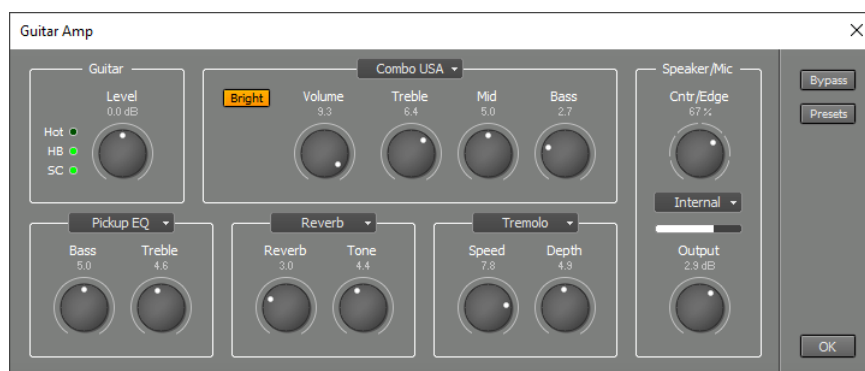 Guitar Amp
Guitar
Level
0.0 dB
Hot
HB
SC
Combo USA
Bright
Volume
9.3
Treble
6.4
Mid
5.0
Bass
2.7
Speaker/Mic
Cntr/Edge
67 %
Internal
Output
2.9 dB
Pickup EQ
Bass
5.0
Treble
4.6
Reverb
Reverb
3.0
Tone
4.4
Tremolo
Speed
7.8
Depth
4.9
Bypass
Presets
OK